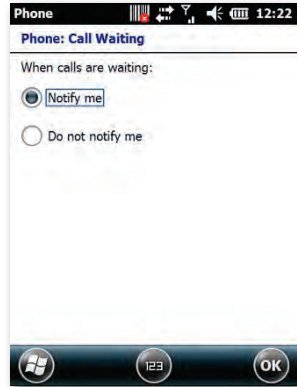 Phone 12:22
Phone: Call Waiting
When calls are waiting:
Notify me
Do not notify me
123 OK